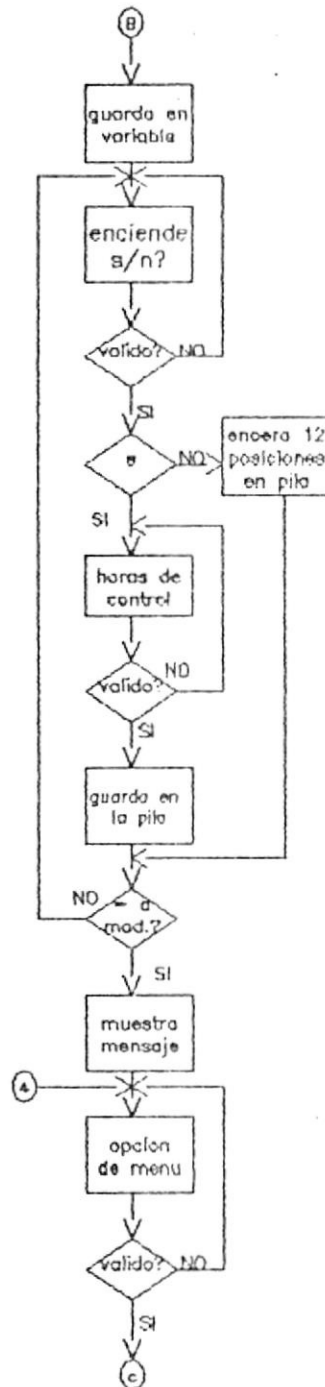 B
guarda en
variable
enciende
s/n?
valido?
NO
SI
s
NO
encera 12
posiciones
en pila
SI
horas de
control
valido?
NO
SI
guarda en
la pila
NO
= a
mod.?
SI
muestra
mensaje
4
opcion
de menu
valido?
NO
SI
c